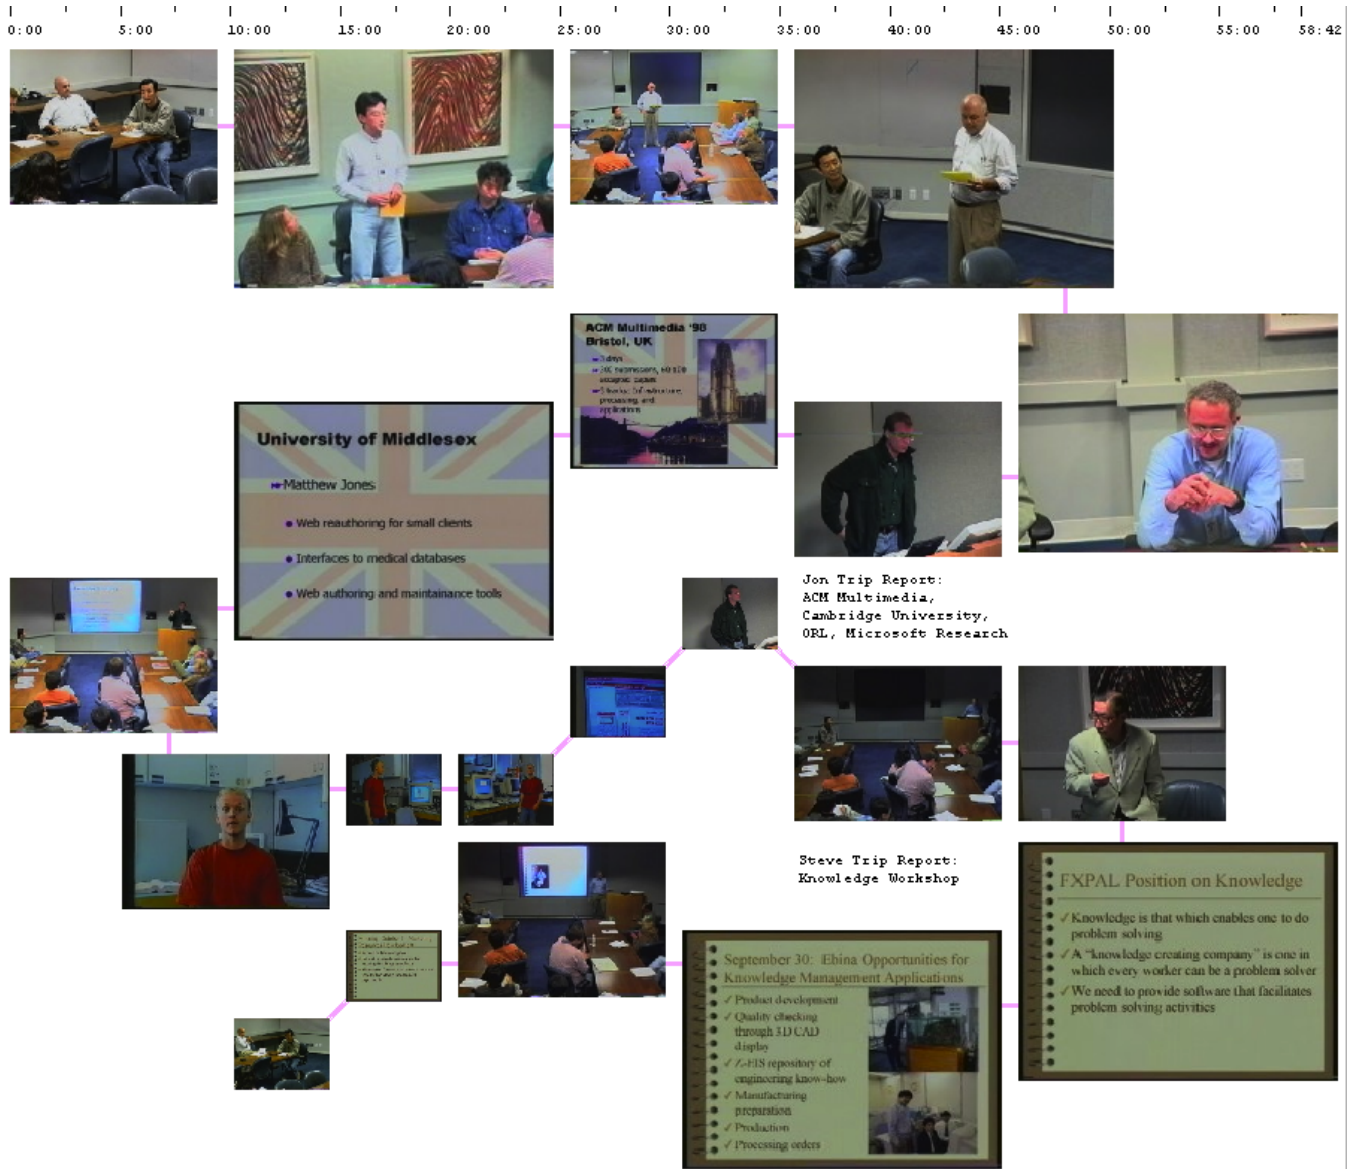 0:00 5:00 10:00 15:00 20:00 25:00 30:00 35:00 40:00 45:00 50:00 55:00 58:42
ACM Multimedia '98
Bristol, UK
processing, and
applications
University of Middlesex
Matthew Jones
Web reauthoring for small clients
Interfaces to medical databases
Web authoring and maintainance tools
Jon Trip Report:
ACM Multimedia,
Cambridge University,
ORL, Microsoft Research
Steve Trip Report:
Knowledge Workshop
FXPAL Position on Knowledge
✓ Knowledge is that which enables one to do
problem solving
✓ A "knowledge creating company" is one in
which every worker can be a problem solver
✓ We need to provide software that facilitates
problem solving activities
September 30: Ebina Opportunities for
Knowledge Management Applications
✓ Product development
✓ Quality checking
through 3D CAD
display
✓ Z-EIS repository of
engineering know-how
✓ Manufacturing
preparation
✓ Production
✓ Processing orders